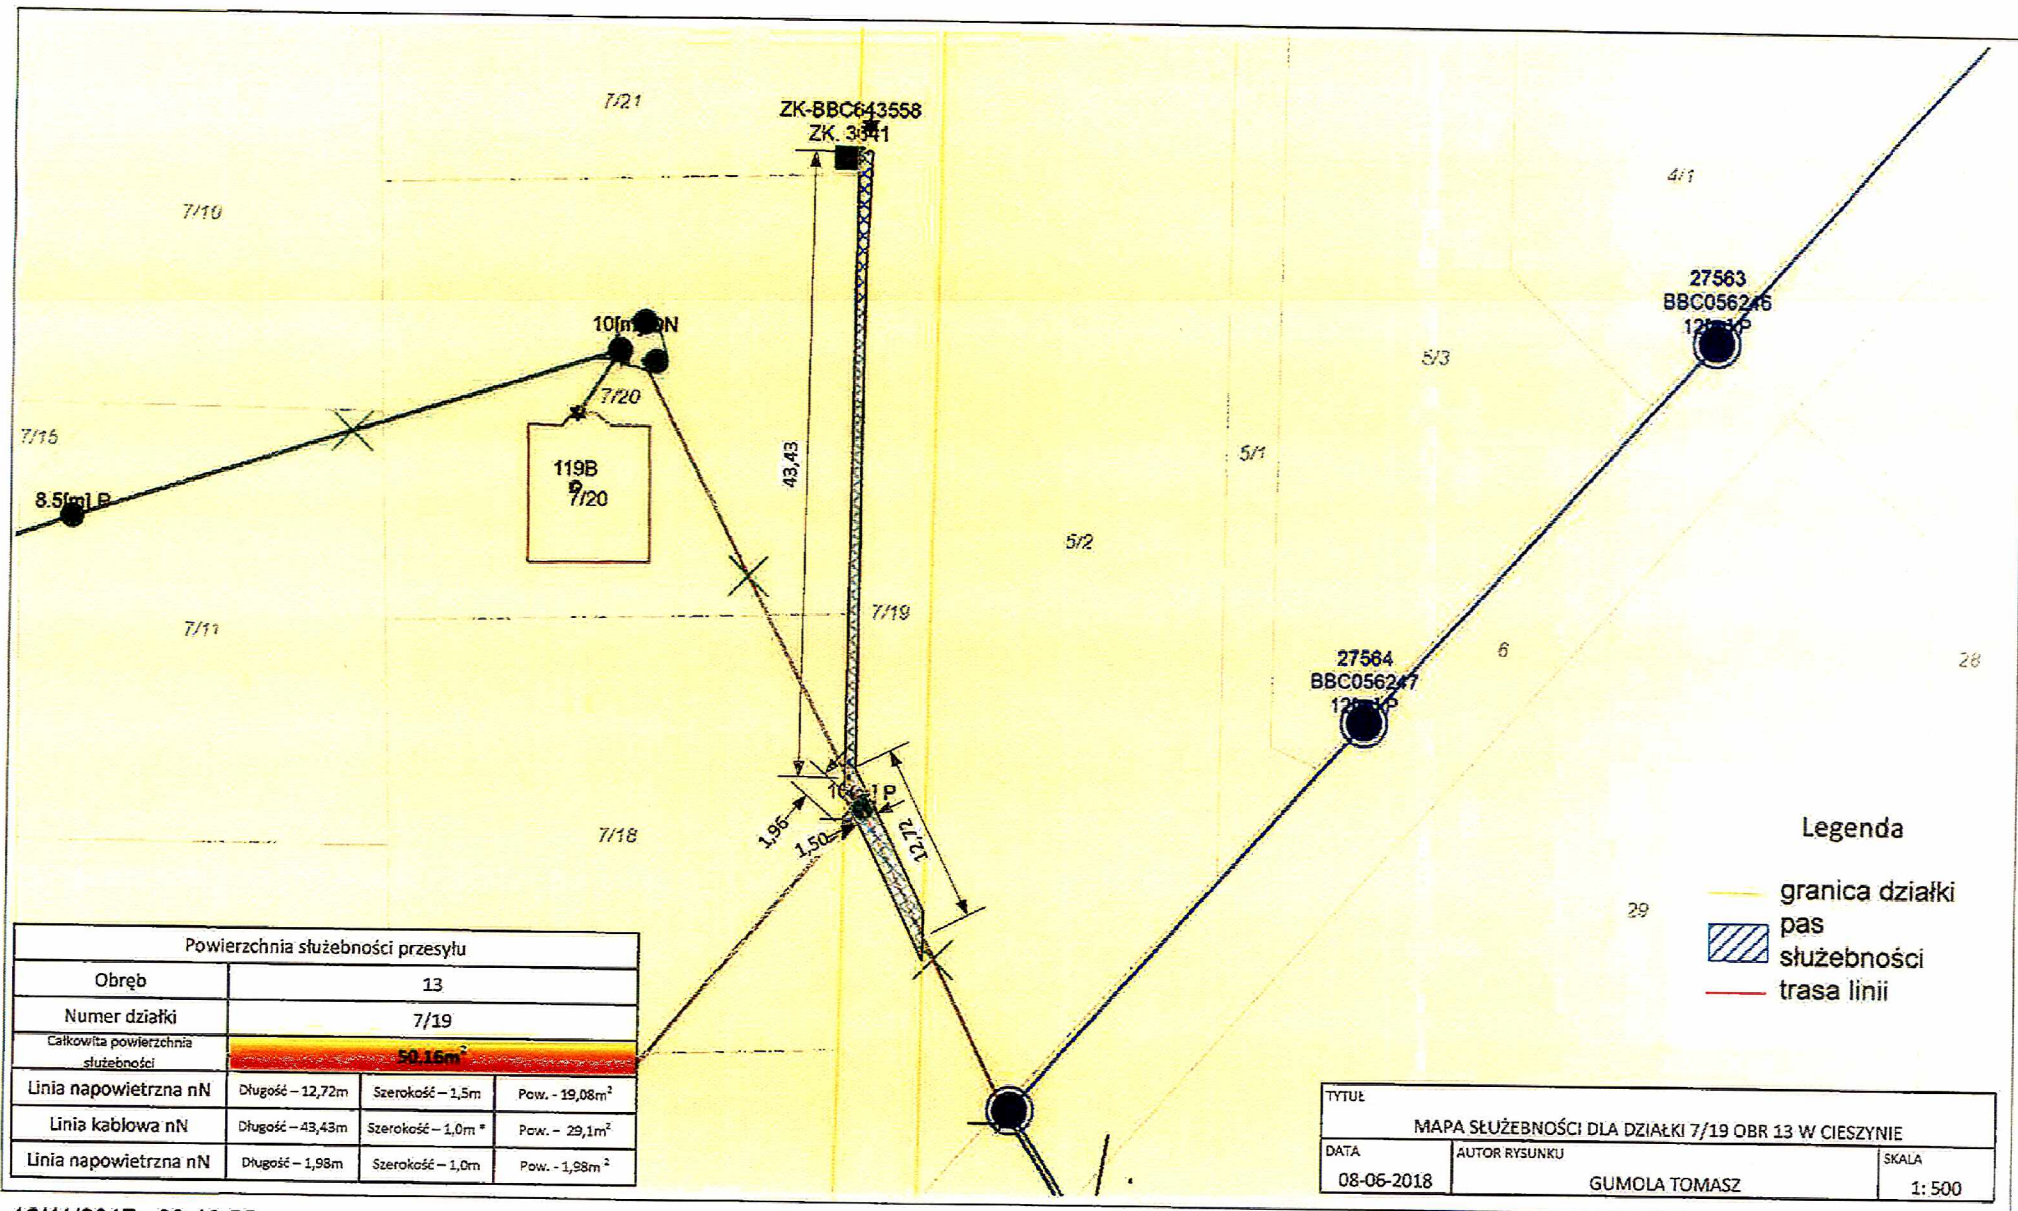 7/21
ZK-BBC643558
ZK. 3641
4/1
7/10
27563
BBC056246
10[m] ON
5/3
7/20
7/15
43,43
5/1
119B
7/20
8.5[m] P
5/2
7/19
7/11
6
27564
BBC056247
28
P
1,96
1,50
12,72
7/18
29
Legenda
granica działki
pas
służebności
trasa linii
Powierzchnia służebności przesyłu
Obręb 13
Numer działki 7/19
Całkowita powierzchnia służebności 50,16m²
Linia napowietrzna nN Długość – 12,72m Szerokość – 1,5m Pow. - 19,08m²
Linia kablowa nN Długość – 43,43m Szerokość – 1,0m * Pow. – 29,1m²
Linia napowietrzna nN Długość – 1,98m Szerokość – 1,0m Pow. - 1,98m²
TYTUŁ
MAPA SŁUŻEBNOŚCI DLA DZIAŁKI 7/19 OBR 13 W CIESZYNIE
DATA
08-06-2018
AUTOR RYSUNKU
GUMOLA TOMASZ
SKALA
1: 500